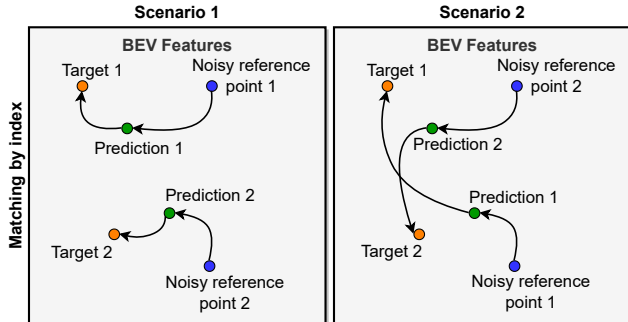 Scenario 1
Scenario 2
Matching by index
BEV Features
Target 1
Noisy reference
point 1
Prediction 1
Prediction 2
Target 2
Noisy reference
point 2
BEV Features
Target 1
Noisy reference
point 2
Prediction 2
Prediction 1
Target 2
Noisy reference
point 1